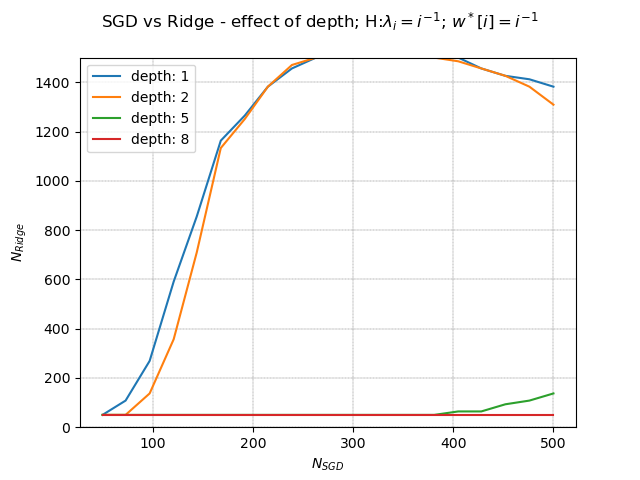 SGD vs Ridge - effect of depth; H:λᵢ = i⁻¹; w*[i] = i⁻¹
depth: 1
depth: 2
depth: 5
depth: 8
1400
1200
1000
800
600
400
200
0
N_Ridge
100 200 300 400 500
N_SGD